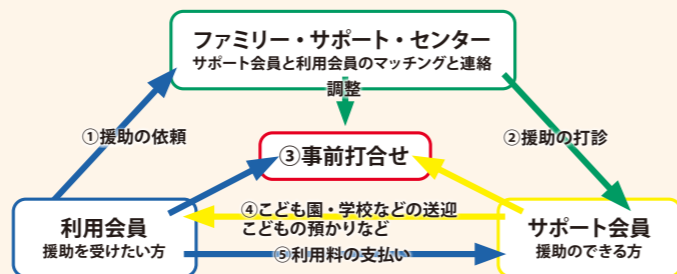 ファミリー・サポート・センター
サポート会員と利用会員のマッチングと連絡
調整
①援助の依頼
②援助の打診
③事前打合せ
④こども園・学校などの送迎
こどもの預かりなど
利用会員
援助を受けたい方
サポート会員
援助のできる方
⑤利用料の支払い